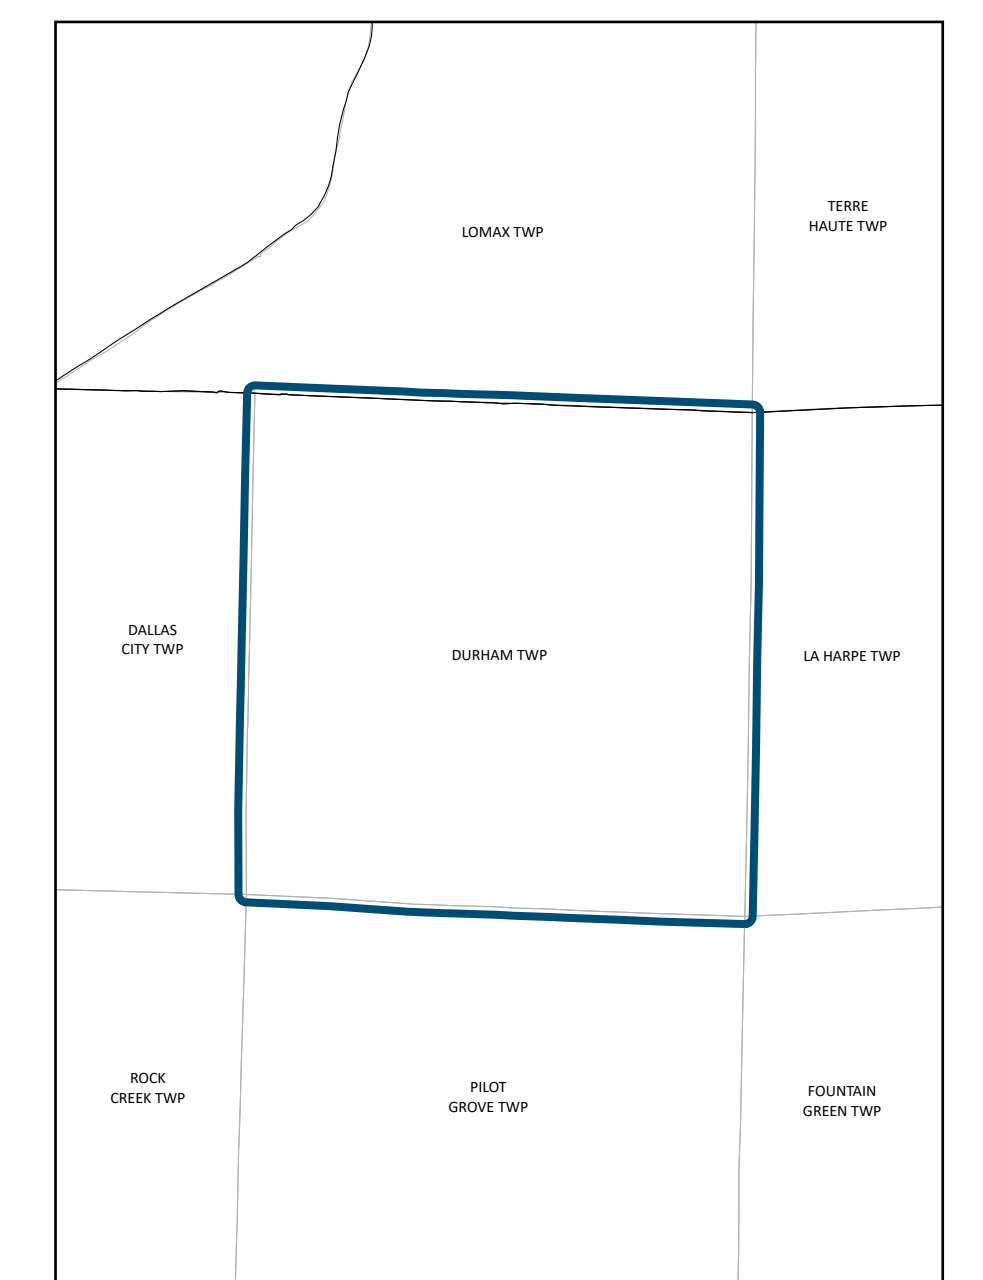 TERRE
HAUTE TWP
LOMAX TWP
DALLAS
CITY TWP
DURHAM TWP
LA HARPE TWP
ROCK
CREEK TWP
PILOT
GROVE TWP
FOUNTAIN
GREEN TWP